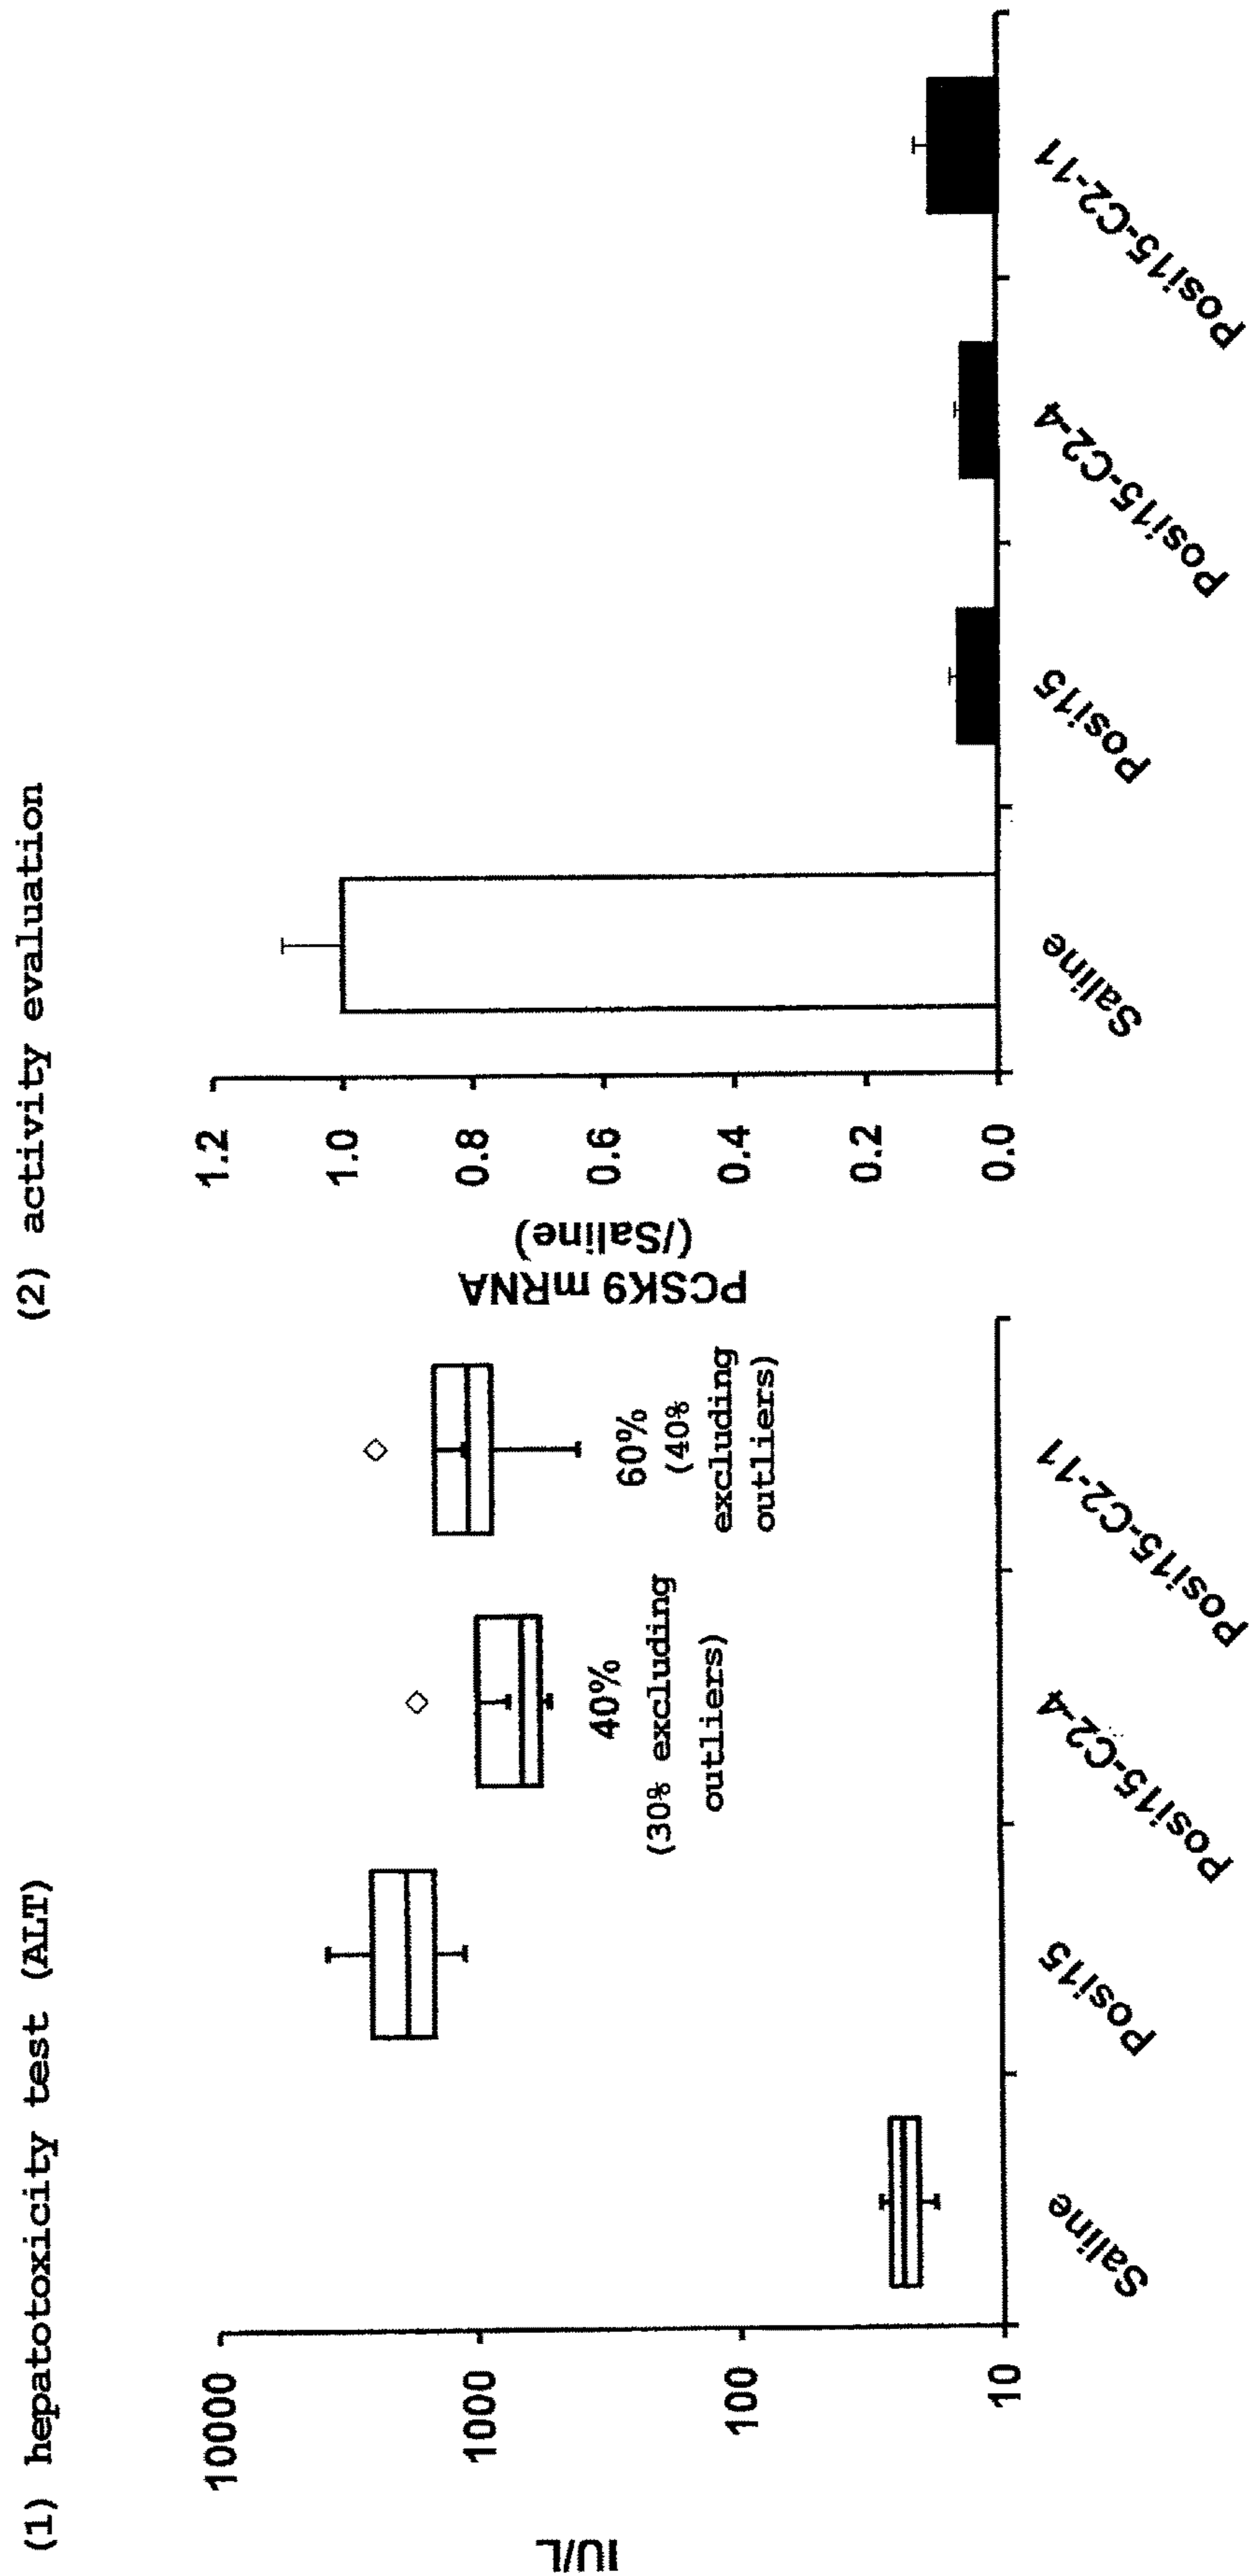 (1) hepatotoxicity test (ALT)
IU/L
10000
1000
100
10
40%
(30% excluding
outliers)
60%
(40%
excluding
outliers)
Saline
Posi15
Posi15-C2-4
Posi15-C2-11
(2) activity evaluation
PCSK9 mRNA
(/Saline)
1.2
1.0
0.8
0.6
0.4
0.2
0.0
Saline
Posi15
Posi15-C2-4
Posi15-C2-11